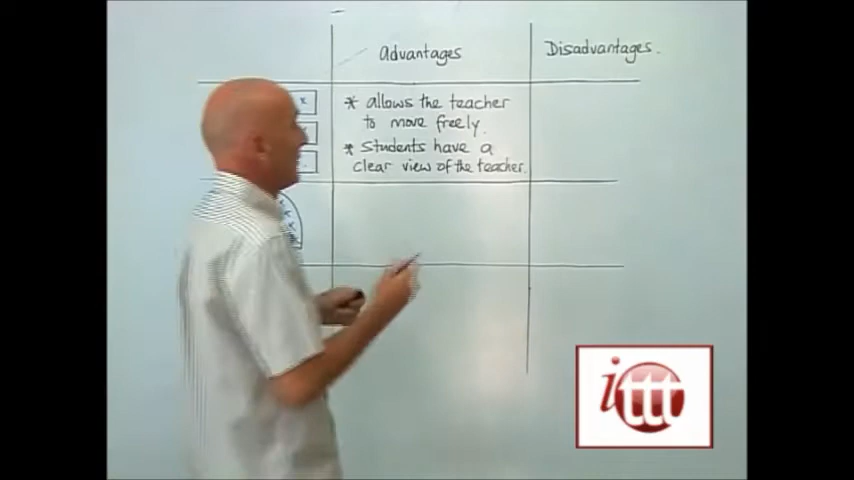 Advantages
Disadvantages.
* allows the teacher
to move freely.
* Students have a
clear view of the teacher.
ittt